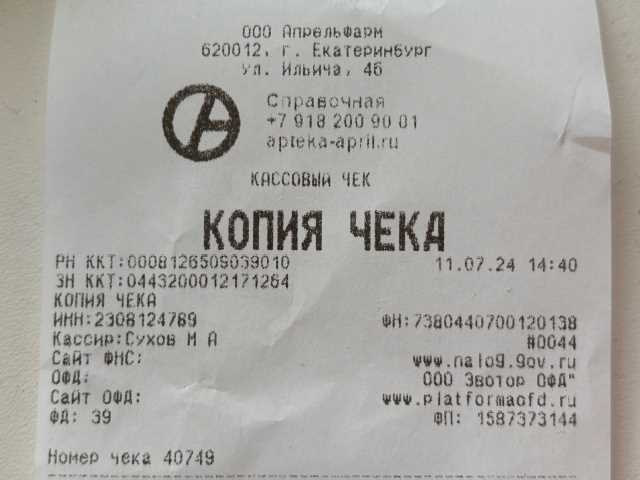 ООО Апрельфарм
620012, г. Екатеринбург
ул. Ильича, 4б
Справочная
+7 918 200 90 01
apteka-april.ru
КАССОВЫЙ ЧЕК
КОПИЯ ЧЕКА
РН ККТ:0008126509039010 11.07.24 14:40
ЗН ККТ:0443200012171264
КОПИЯ ЧЕКА
ИНН:2308124789 ФН:7380440700120138
Кассир:Сухов М А #0044
Сайт ФНС: www.nalog.gov.ru
ОФД: ООО Эвотор ОФД"
Сайт ОФД: www.platformaofd.ru
ФД: 39 ФП: 1587373144
Номер чека 40749